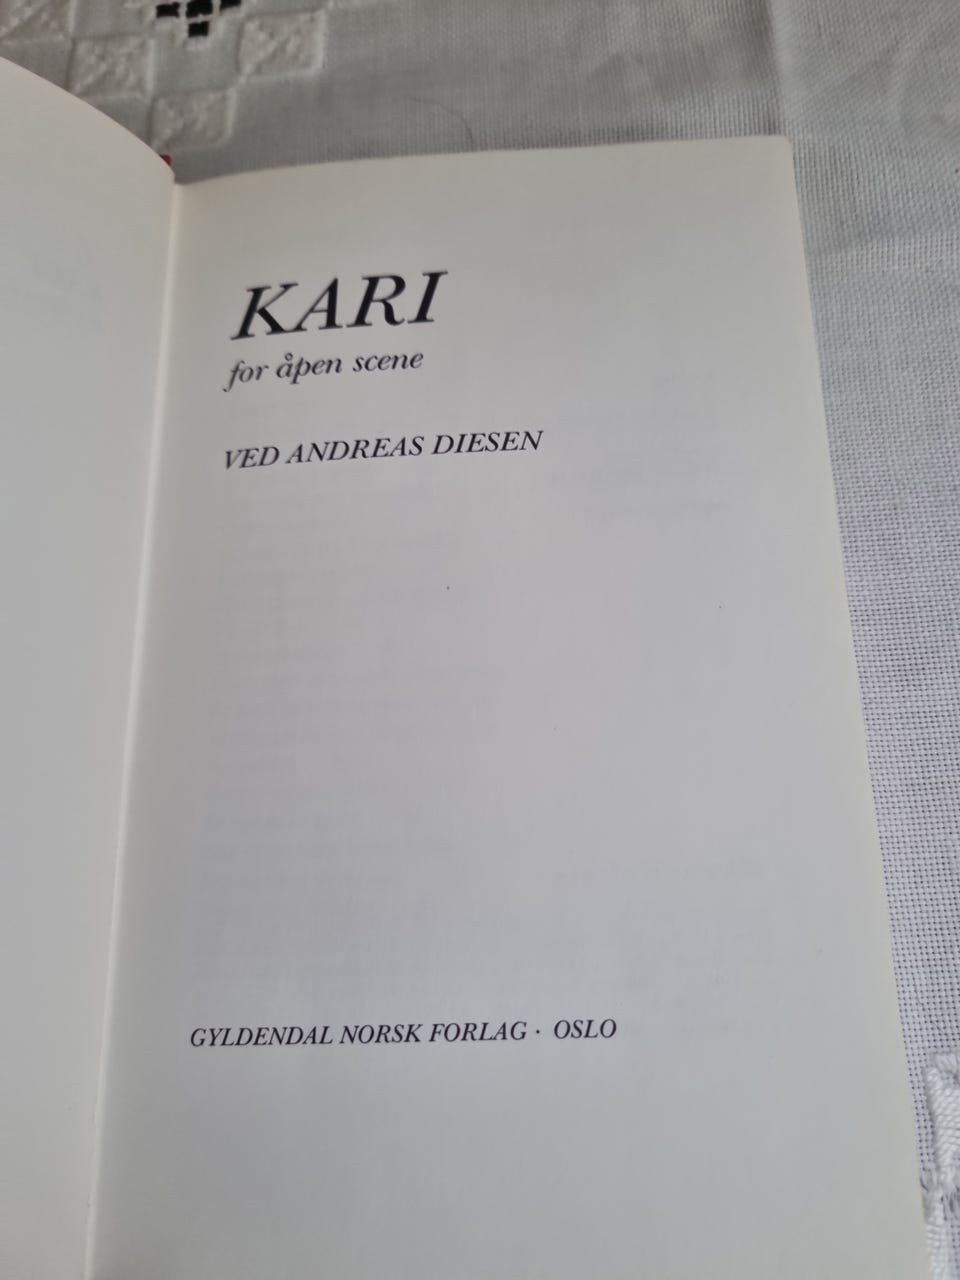 KARI
for åpen scene
VED ANDREAS DIESEN
GYLDENDAL NORSK FORLAG · OSLO